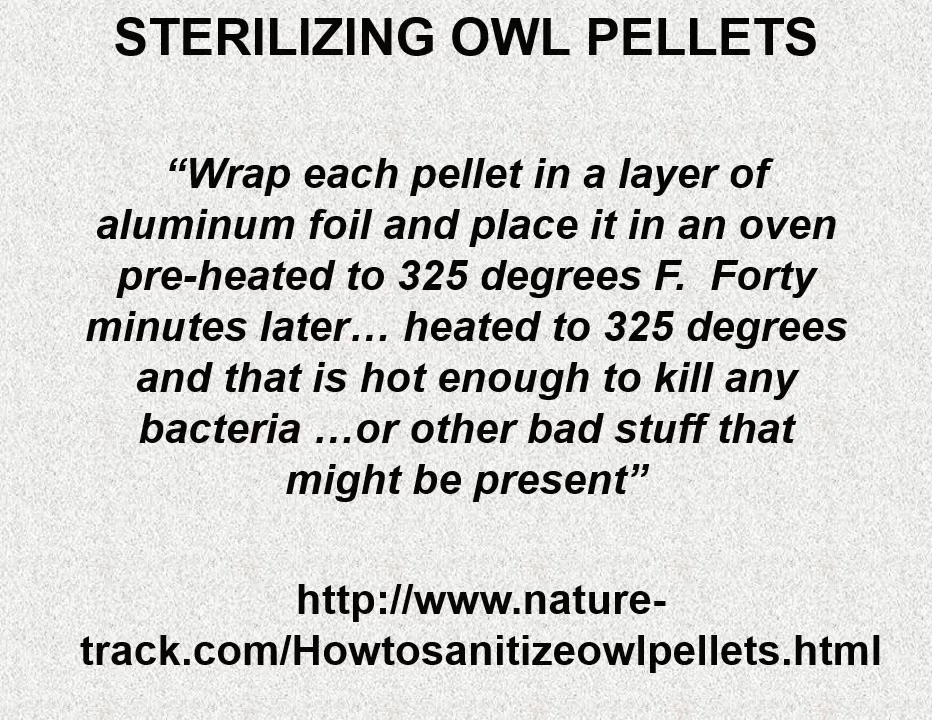 STERILIZING OWL PELLETS
“Wrap each pellet in a layer of
aluminum foil and place it in an oven
pre-heated to 325 degrees F.  Forty
minutes later… heated to 325 degrees
and that is hot enough to kill any
bacteria …or other bad stuff that
might be present”
http://www.nature-
track.com/Howtosanitizeowlpellets.html